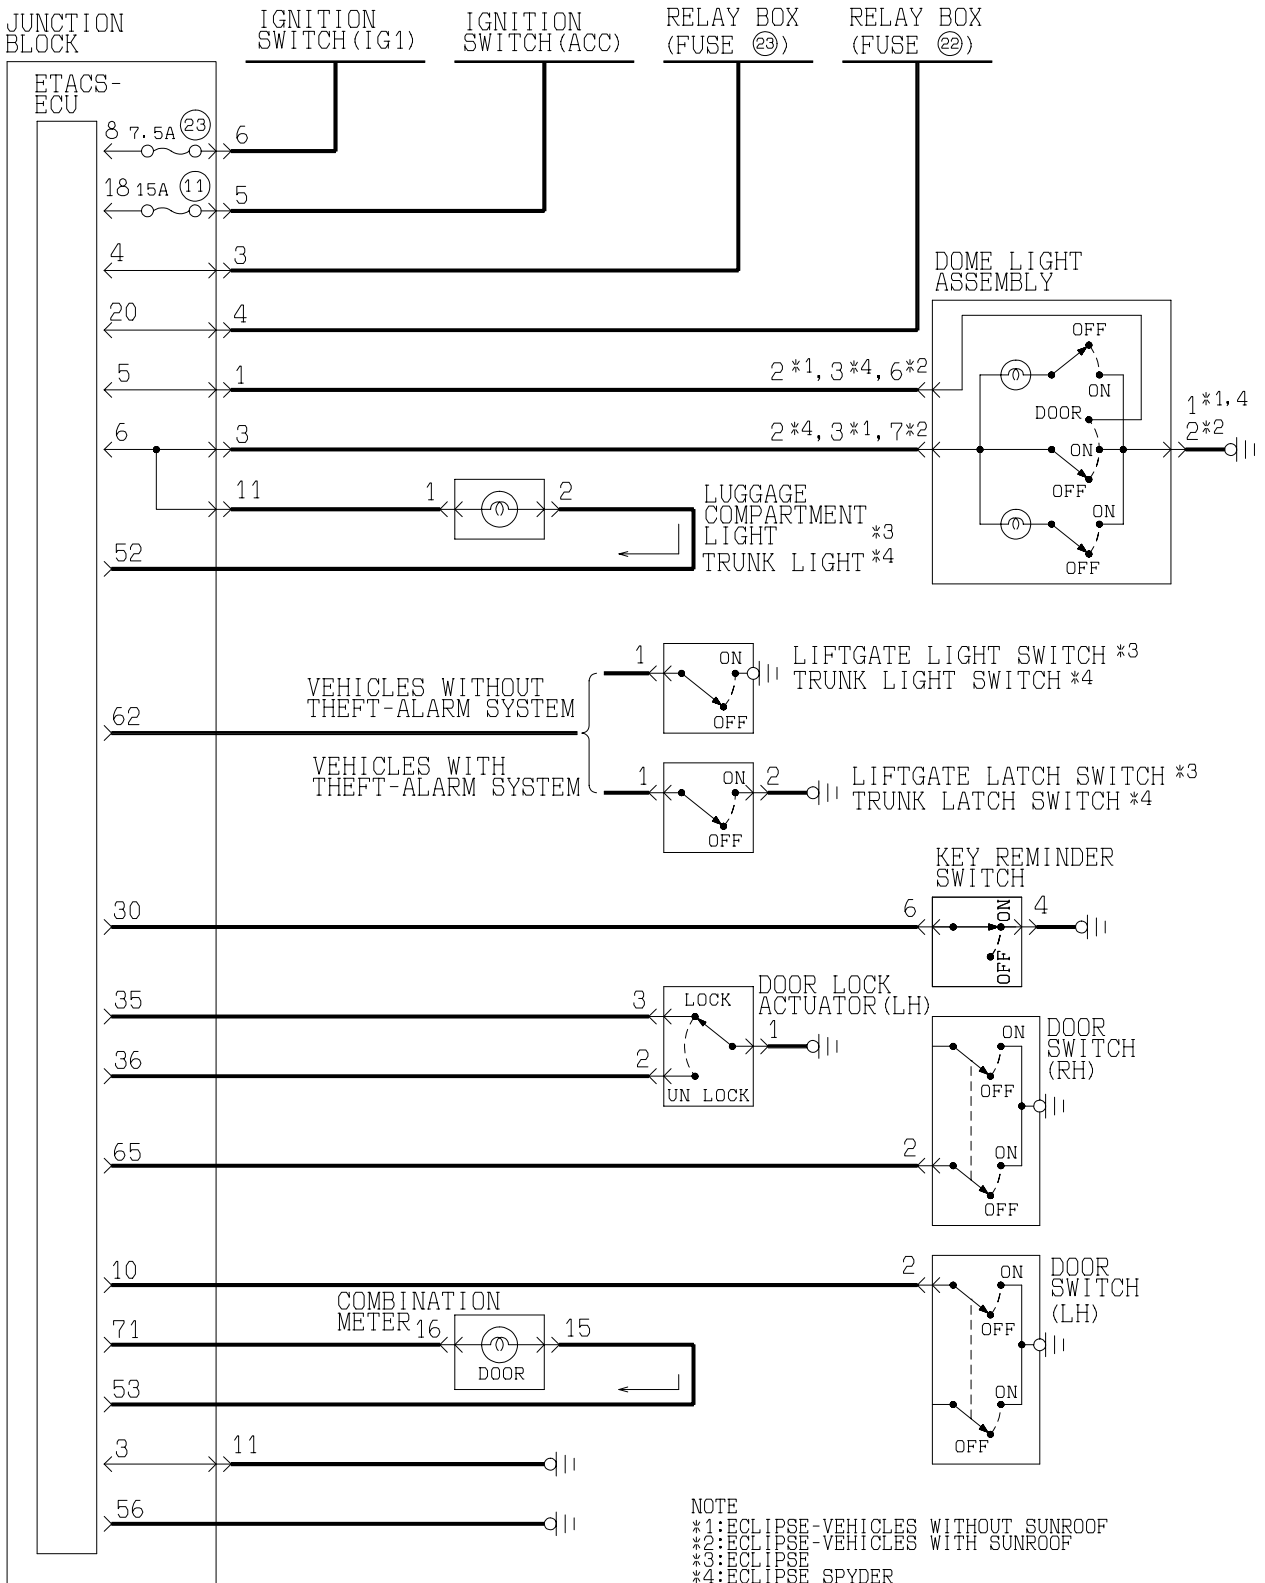 JUNCTION
BLOCK
IGNITION
SWITCH(IG1)
IGNITION
SWITCH(ACC)
RELAY BOX
(FUSE ㉓)
RELAY BOX
(FUSE ㉒)
ETACS-
ECU
8 7.5A ㉓ 6
18 15A ⑪ 5
4 3
20 4
DOME LIGHT
ASSEMBLY
OFF
ON
5 1 2*1,3*4,6*2
DOOR
1*1,4
2*2
6 3 2*4,3*1,7*2
ON
OFF
ON
OFF
11 1 2
LUGGAGE
COMPARTMENT
LIGHT *3
TRUNK LIGHT*4
52
1 ON
OFF
LIFTGATE LIGHT SWITCH*3
TRUNK LIGHT SWITCH*4
VEHICLES WITHOUT
THEFT-ALARM SYSTEM
62
VEHICLES WITH
THEFT-ALARM SYSTEM
1 ON 2
OFF
LIFTGATE LATCH SWITCH*3
TRUNK LATCH SWITCH*4
KEY REMINDER
SWITCH
30 6 ON 4
OFF
DOOR LOCK
ACTUATOR(LH)
35 3 LOCK
1
36 2
UN LOCK
DOOR
SWITCH
(RH)
ON
OFF
65 2 ON
OFF
10 2 ON
OFF
DOOR
SWITCH
(LH)
COMBINATION
METER
71 16 15
DOOR
53
ON
OFF
3 11
56
NOTE
*1:ECLIPSE-VEHICLES WITHOUT SUNROOF
*2:ECLIPSE-VEHICLES WITH SUNROOF
*3:ECLIPSE
*4:ECLIPSE SPYDER